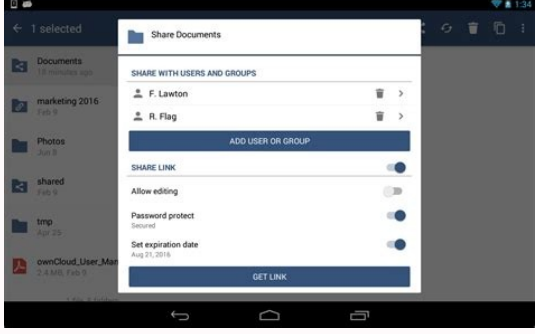 1:34
1 selected
Share Documents
Documents
18 minutes ago
SHARE WITH USERS AND GROUPS
F. Lawton
marketing 2016
Feb 9
R. Flag
Photos
Jun 8
ADD USER OR GROUP
SHARE LINK
shared
Feb 9
Allow editing
Password protect
Secured
tmp
Apr 25
Set expiration date
Aug 21, 2016
ownCloud_User_Man
2.4 MB, Feb 9
GET LINK